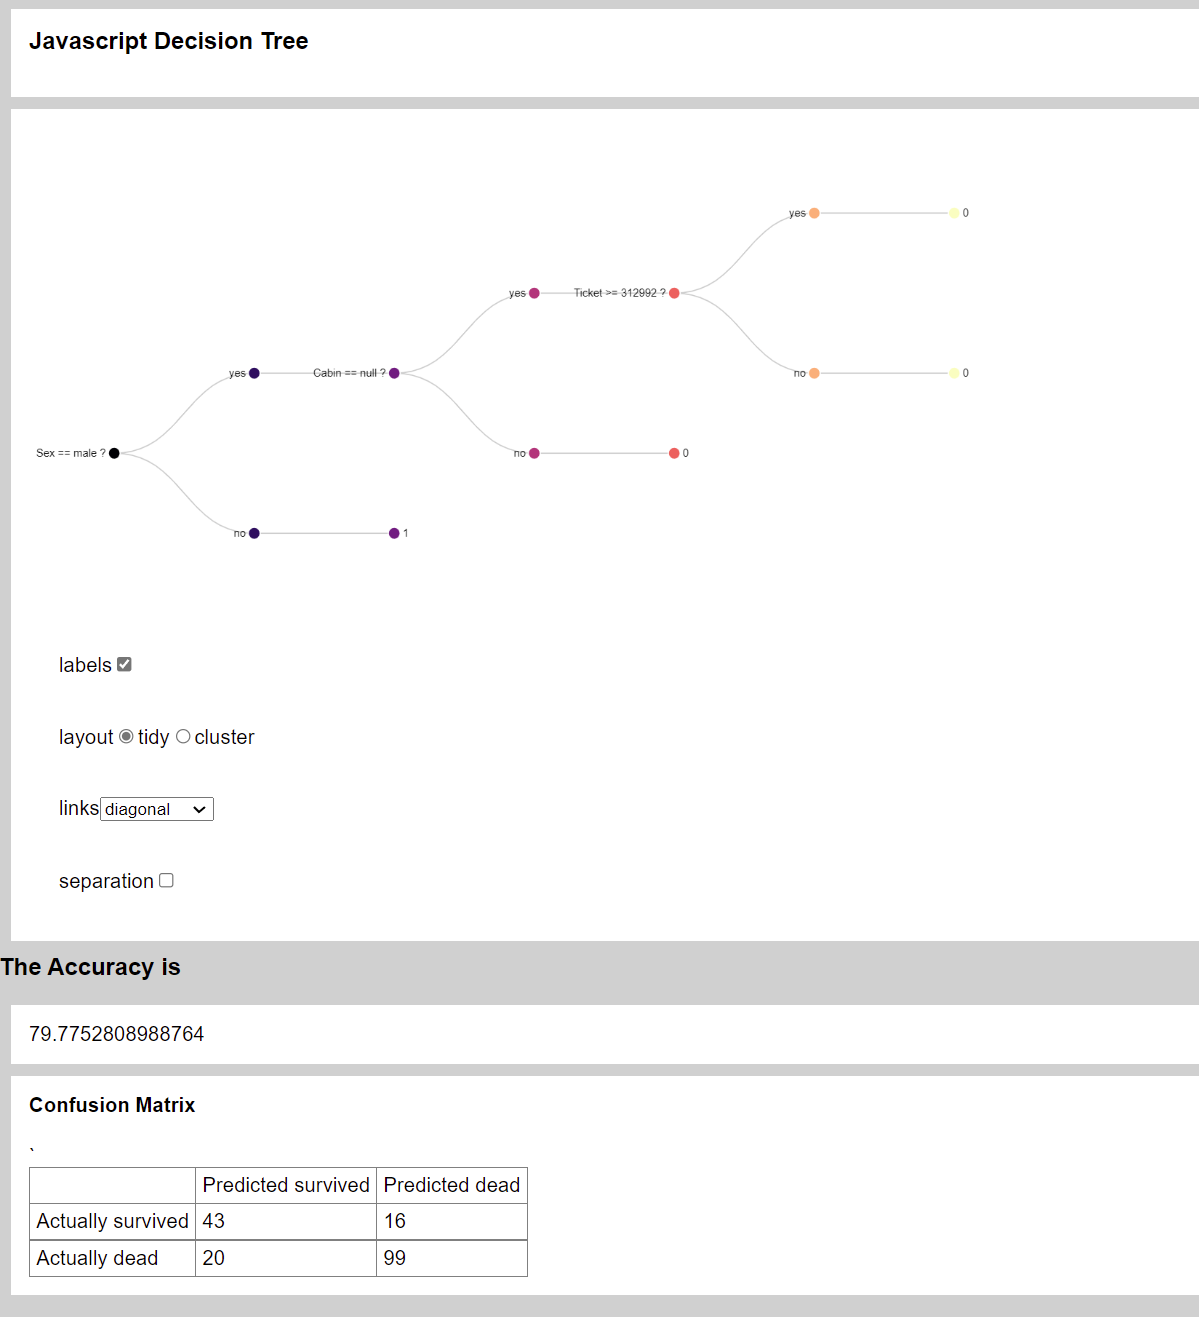 Javascript Decision Tree
yes 0
yes Ticket >= 312992 ?
yes Cabin == null ? no 0
Sex == male ? no 0
no 1
labels
layout tidy cluster
links diagonal
separation
The Accuracy is
79.7752808988764
Confusion Matrix
`
Predicted survived Predicted dead
Actually survived 43 16
Actually dead 20 99